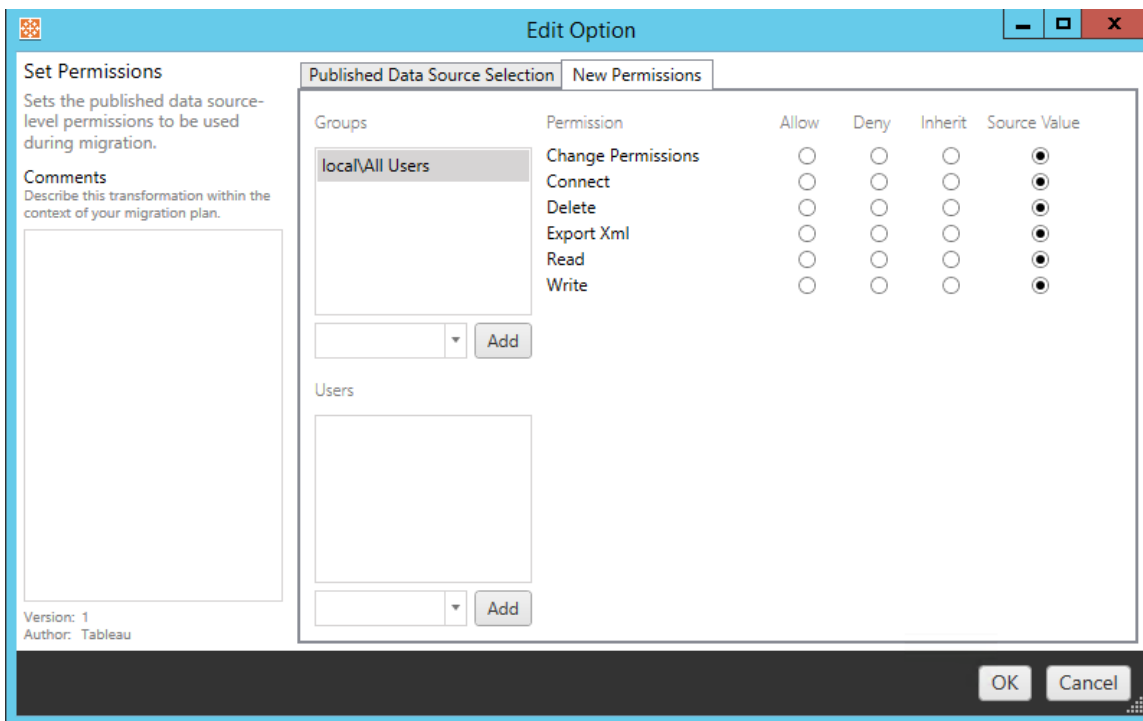 Edit Option
Set Permissions
Sets the published data source-
level permissions to be used
during migration.
Comments
Describe this transformation within the
context of your migration plan.
Version: 1
Author: Tableau
Published Data Source Selection New Permissions
Groups Permission Allow Deny Inherit Source Value
local\All Users
Change Permissions
Connect
Delete
Export Xml
Read
Write
Add
Users
Add
OK Cancel